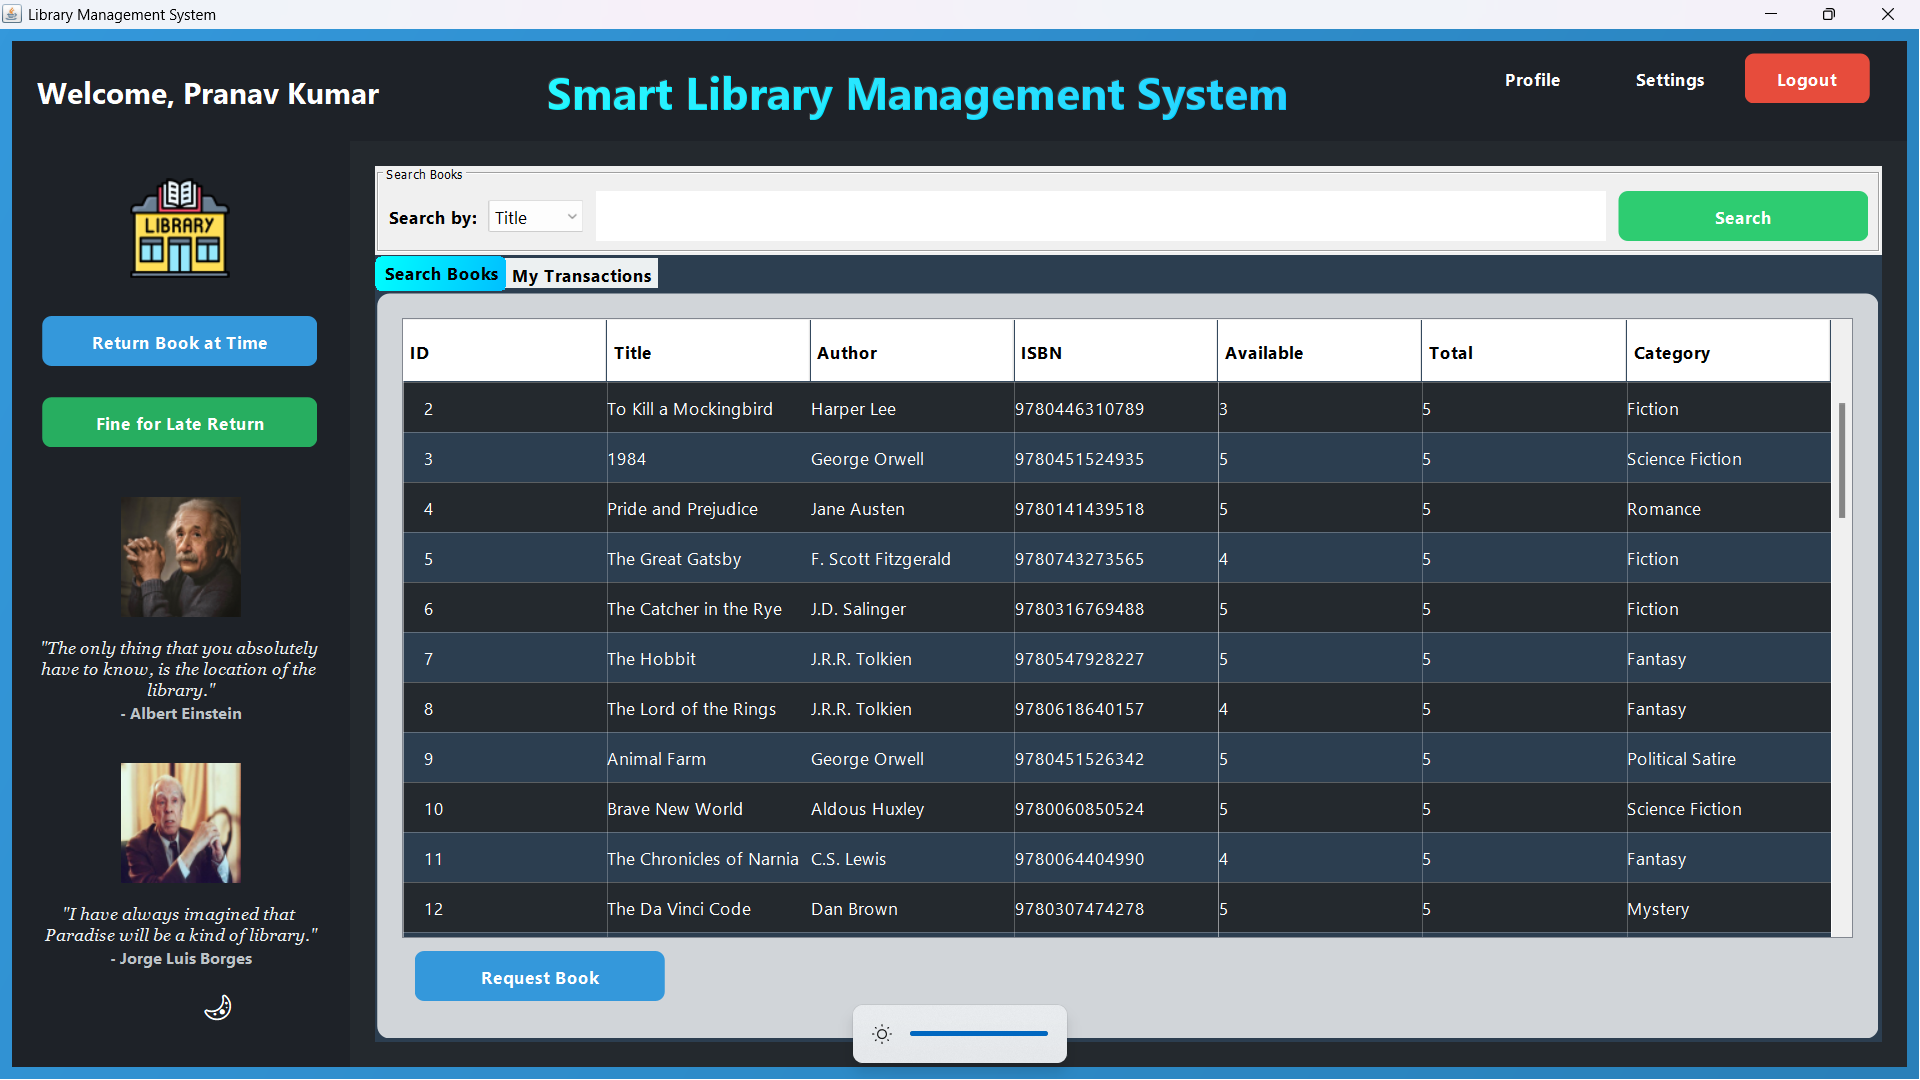 Library Management System
Welcome, Pranav Kumar
Smart Library Management System
Profile
Settings
Logout
LIBRARY
Return Book at Time
Fine for Late Return
"The only thing that you absolutely
have to know, is the location of the
library."
- Albert Einstein
"I have always imagined that
Paradise will be a kind of library."
- Jorge Luis Borges
Search Books
Search by: Title Search
Search Books My Transactions
ID Title Author ISBN Available Total Category
2 To Kill a Mockingbird Harper Lee 9780446310789 3 5 Fiction
3 1984 George Orwell 9780451524935 5 5 Science Fiction
4 Pride and Prejudice Jane Austen 9780141439518 5 5 Romance
5 The Great Gatsby F. Scott Fitzgerald 9780743273565 4 5 Fiction
6 The Catcher in the Rye J.D. Salinger 9780316769488 5 5 Fiction
7 The Hobbit J.R.R. Tolkien 9780547928227 5 5 Fantasy
8 The Lord of the Rings J.R.R. Tolkien 9780618640157 4 5 Fantasy
9 Animal Farm George Orwell 9780451526342 5 5 Political Satire
10 Brave New World Aldous Huxley 9780060850524 5 5 Science Fiction
11 The Chronicles of Narnia C.S. Lewis 9780064404990 4 5 Fantasy
12 The Da Vinci Code Dan Brown 9780307474278 5 5 Mystery
Request Book